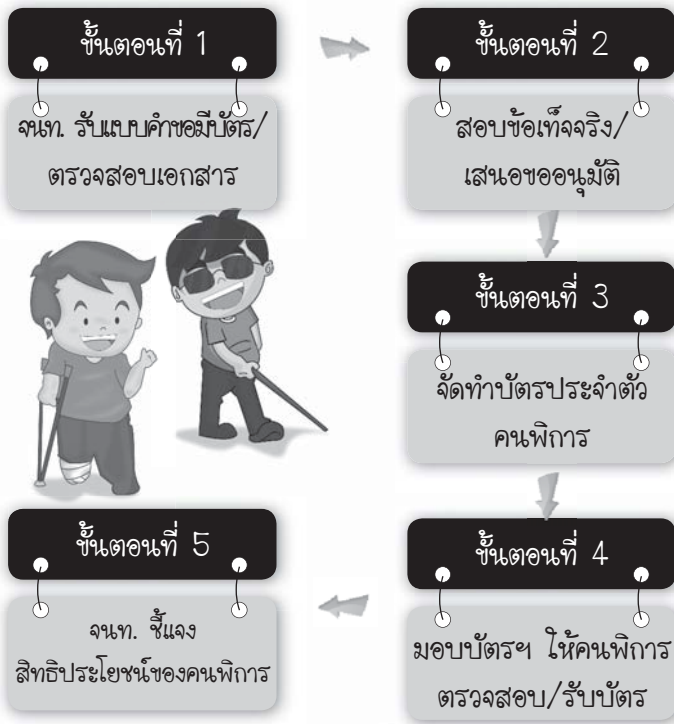 ขั้นตอนที่ 1
จนท. รับแบบคำขอมีบัตร/
ตรวจสอบเอกสาร
ขั้นตอนที่ 2
สอบข้อเท็จจริง/
เสนอขออนุมัติ
ขั้นตอนที่ 3
จัดทำบัตรประจำตัว
คนพิการ
ขั้นตอนที่ 4
มอบบัตรฯ ให้คนพิการ
ตรวจสอบ/รับบัตร
ขั้นตอนที่ 5
จนท. ชี้แจง
สิทธิประโยชน์ของคนพิการ